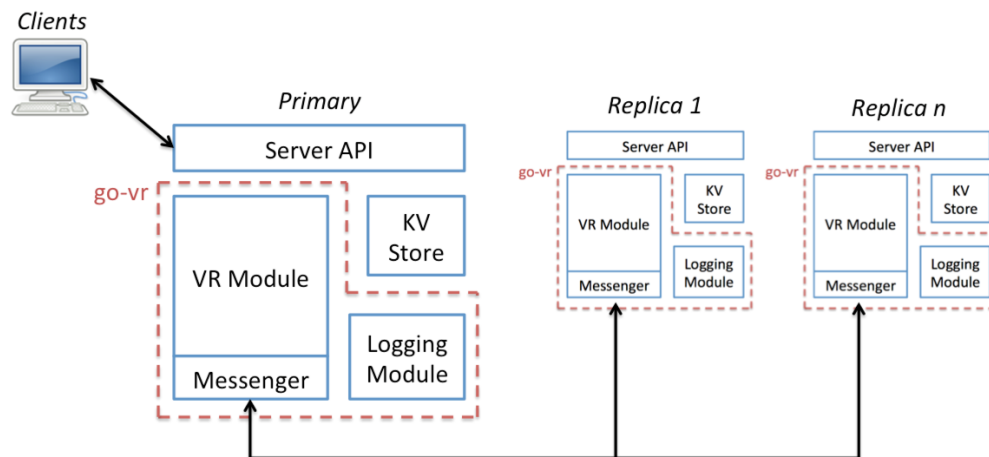 Clients
Primary
Server API
go-vr
VR Module
Messenger
KV
Store
Logging
Module
Replica 1
Server API
go-vr
VR Module
Messenger
KV
Store
Logging
Module
Replica n
Server API
go-vr
VR Module
Messenger
KV
Store
Logging
Module